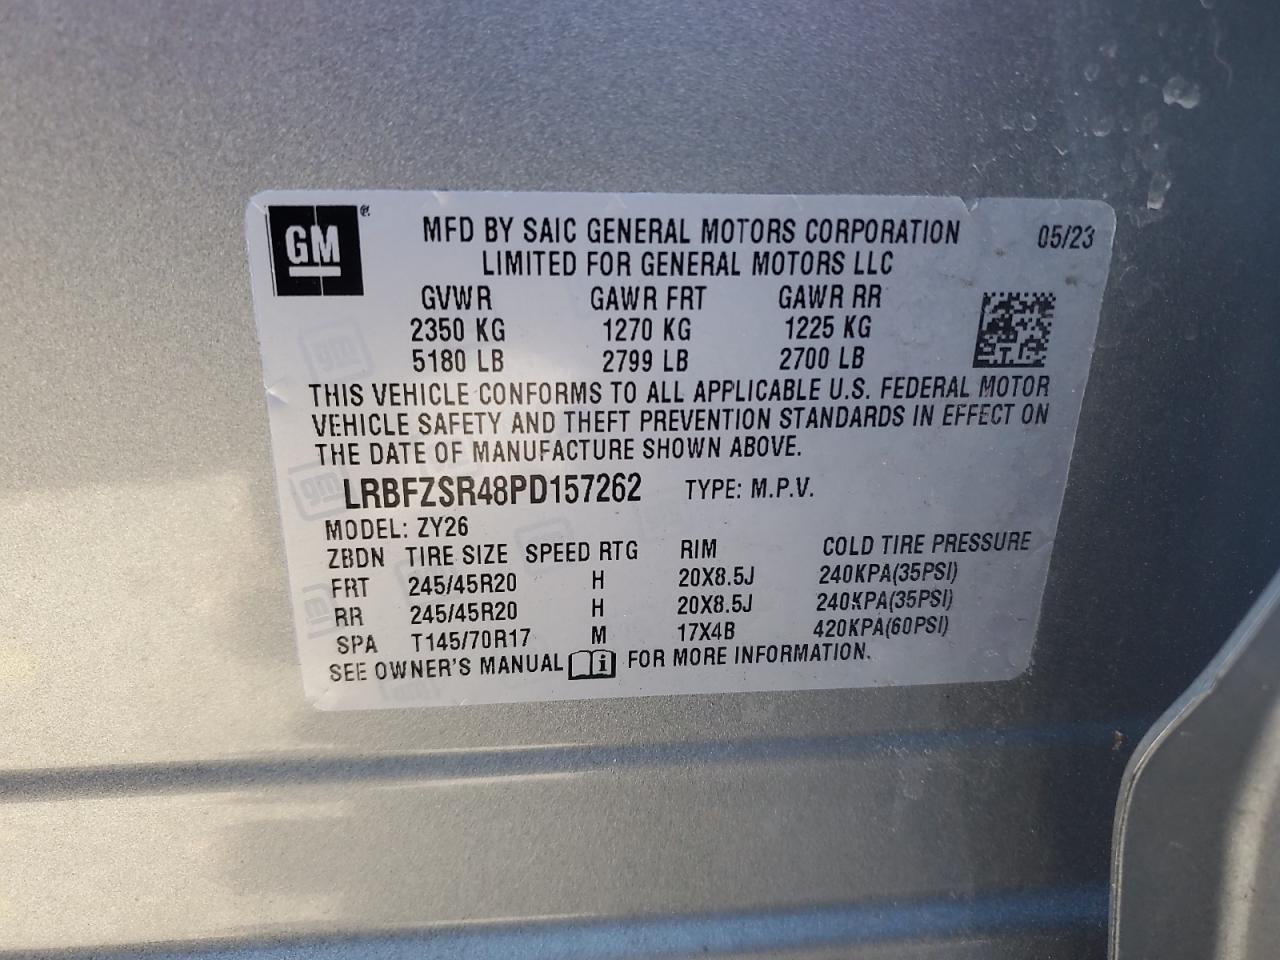 GM ®
MFD BY SAIC GENERAL MOTORS CORPORATION 05/23
LIMITED FOR GENERAL MOTORS LLC
GVWR GAWR FRT GAWR RR
2350 KG 1270 KG 1225 KG
5180 LB 2799 LB 2700 LB
THIS VEHICLE CONFORMS TO ALL APPLICABLE U.S. FEDERAL MOTOR
VEHICLE SAFETY AND THEFT PREVENTION STANDARDS IN EFFECT ON
THE DATE OF MANUFACTURE SHOWN ABOVE.
LRBFZSR48PD157262 TYPE: M.P.V.
MODEL: ZY26
ZBDN TIRE SIZE SPEED RTG RIM COLD TIRE PRESSURE
FRT 245/45R20 H 20X8.5J 240KPA(35PSI)
RR 245/45R20 H 20X8.5J 240KPA(35PSI)
SPA T145/70R17 M 17X4B 420KPA(60PSI)
SEE OWNER'S MANUAL i FOR MORE INFORMATION.